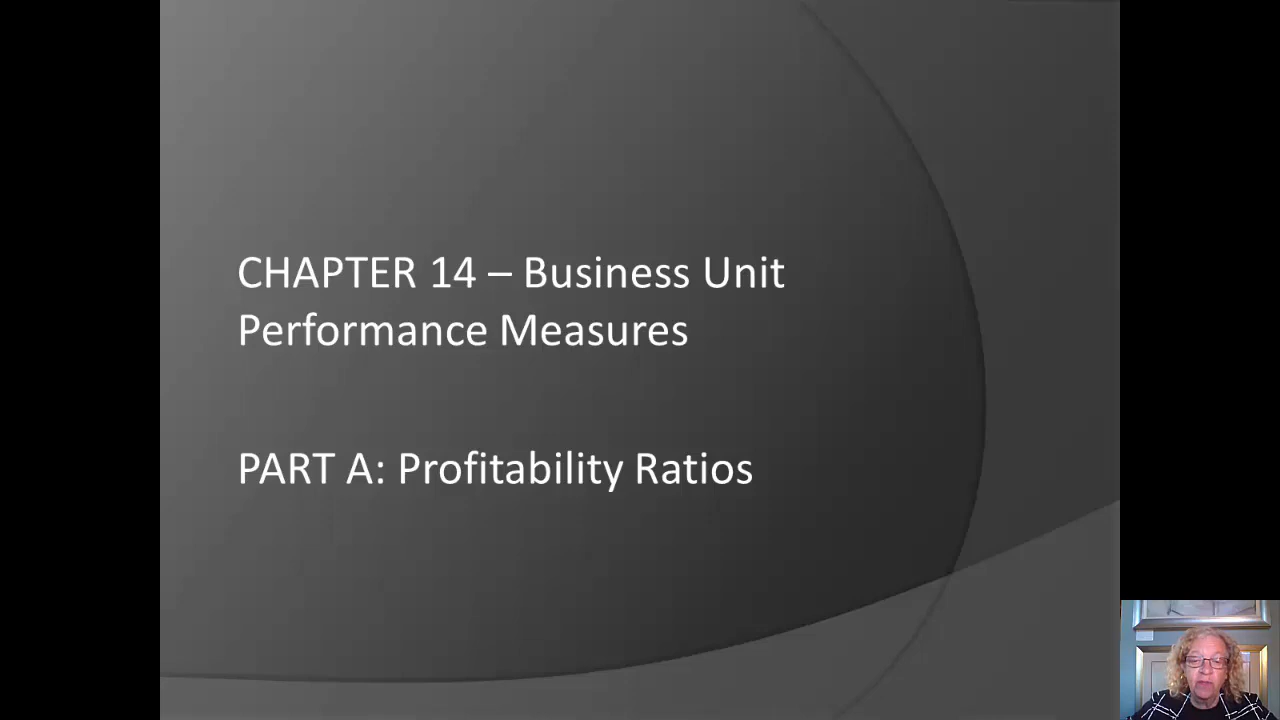 CHAPTER 14 – Business Unit
Performance Measures
PART A: Profitability Ratios